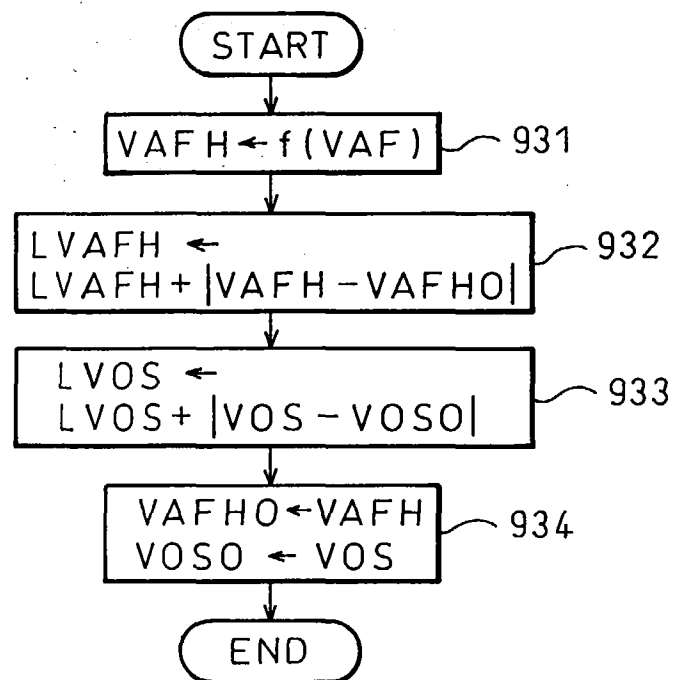 START
VAFH←f(VAF)
931
LVAFH ←
LVAFH+|VAFH-VAFHO|
932
LVOS ←
LVOS+|VOS-VOSO|
933
VAFHO←VAFH
VOSO ← VOS
934
END